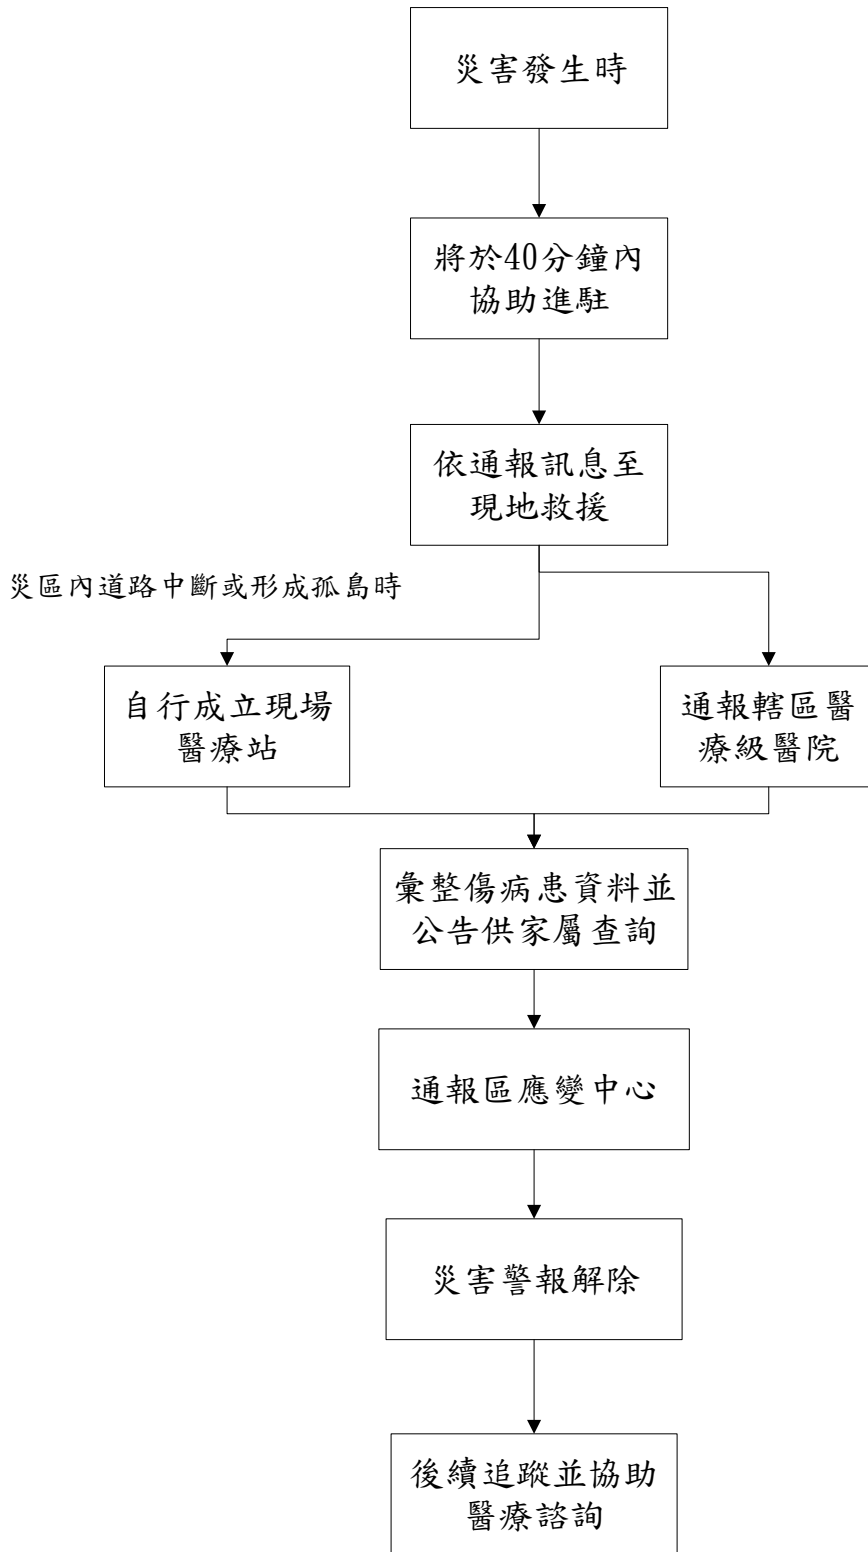 災害發生時
將於40分鐘內
協助進駐
依通報訊息至
現地救援
災區內道路中斷或形成孤島時
自行成立現場
醫療站
通報轄區醫
療級醫院
彙整傷病患資料並
公告供家屬查詢
通報區應變中心
災害警報解除
後續追蹤並協助
醫療諮詢